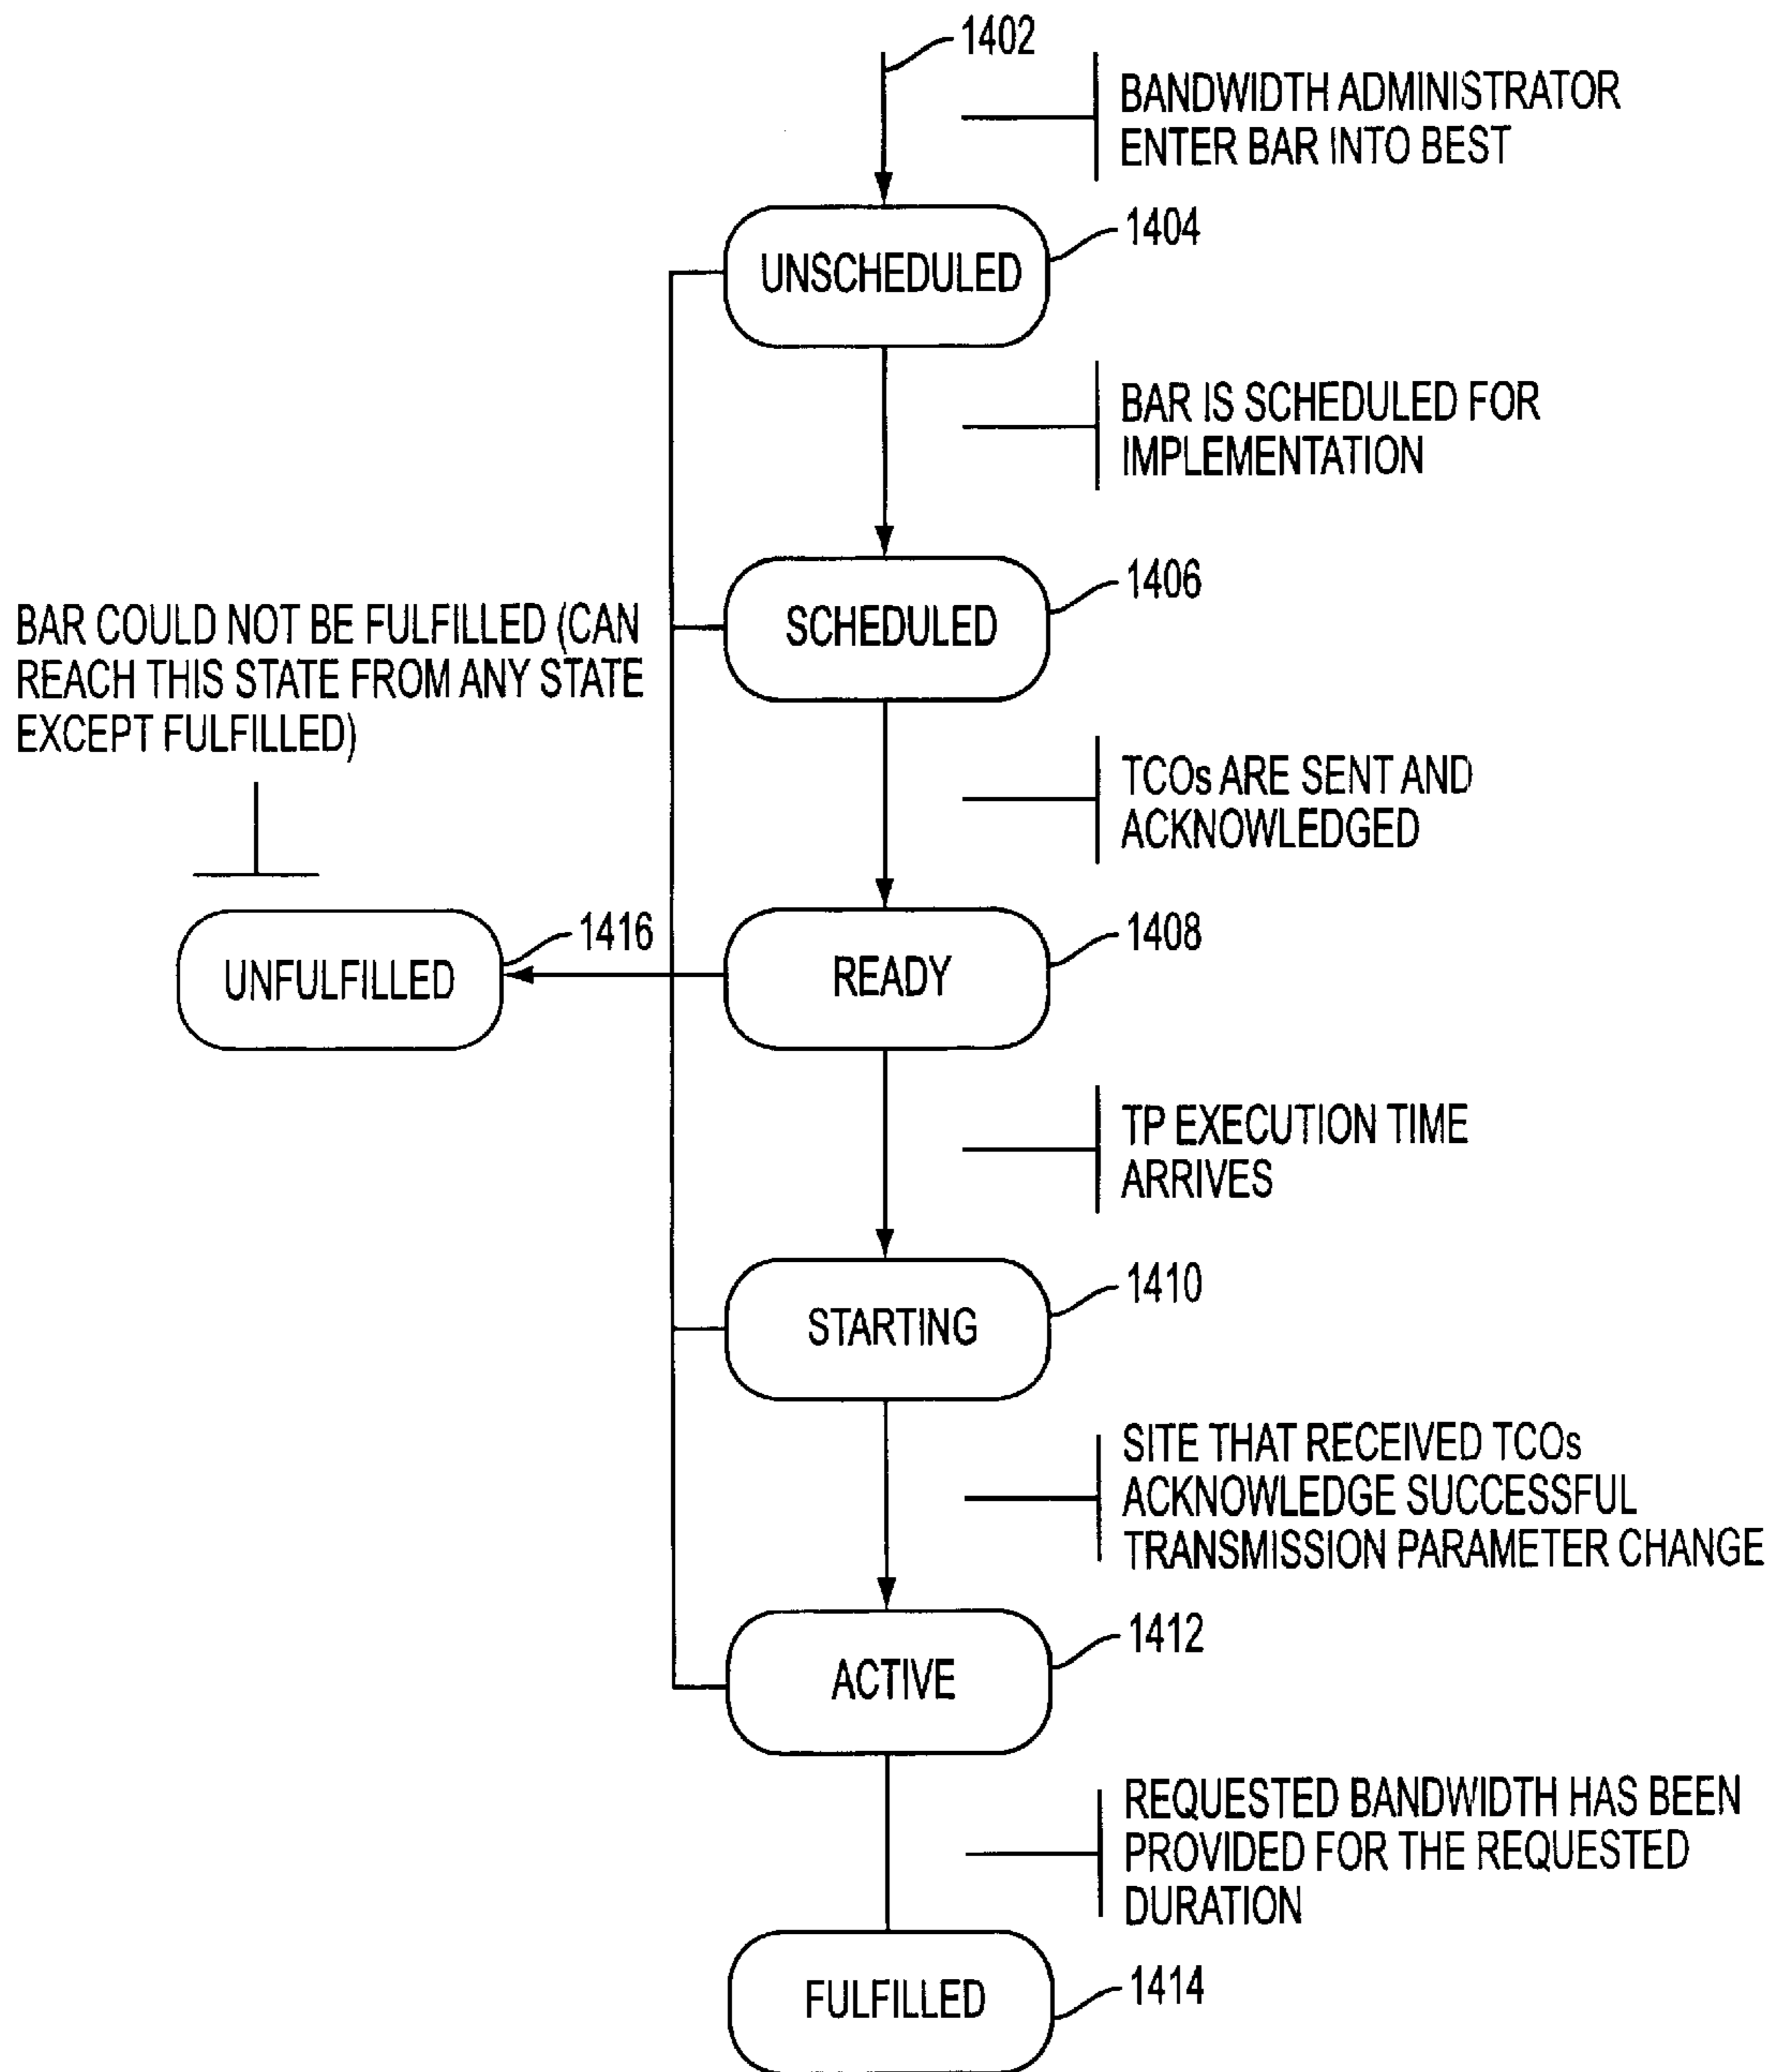 1402
BANDWIDTH ADMINISTRATOR
ENTER BAR INTO BEST
1404
UNSCHEDULED
BAR IS SCHEDULED FOR
IMPLEMENTATION
1406
SCHEDULED
BAR COULD NOT BE FULFILLED (CAN
REACH THIS STATE FROM ANY STATE
EXCEPT FULFILLED)
TCOs ARE SENT AND
ACKNOWLEDGED
1416
UNFULFILLED
1408
READY
TP EXECUTION TIME
ARRIVES
1410
STARTING
SITE THAT RECEIVED TCOs
ACKNOWLEDGE SUCCESSFUL
TRANSMISSION PARAMETER CHANGE
1412
ACTIVE
REQUESTED BANDWIDTH HAS BEEN
PROVIDED FOR THE REQUESTED
DURATION
1414
FULFILLED